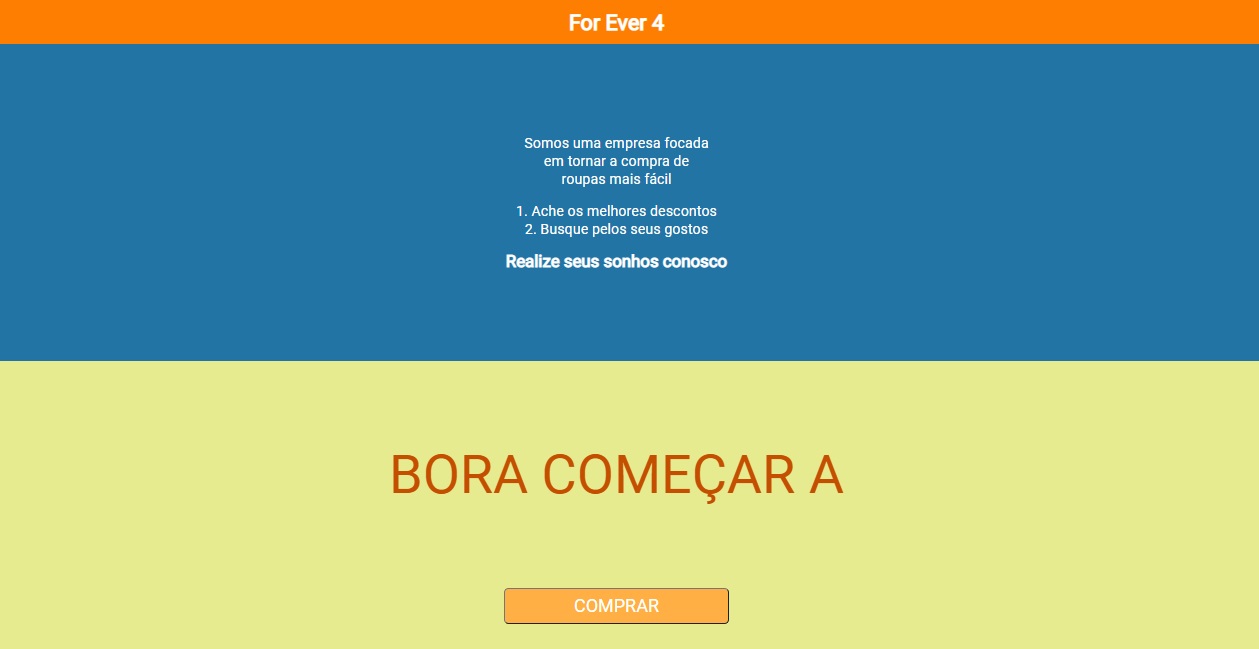 For Ever 4
Somos uma empresa focada
em tornar a compra de
roupas mais fácil
1. Ache os melhores descontos
2. Busque pelos seus gostos
Realize seus sonhos conosco
BORA COMEÇAR A
COMPRAR